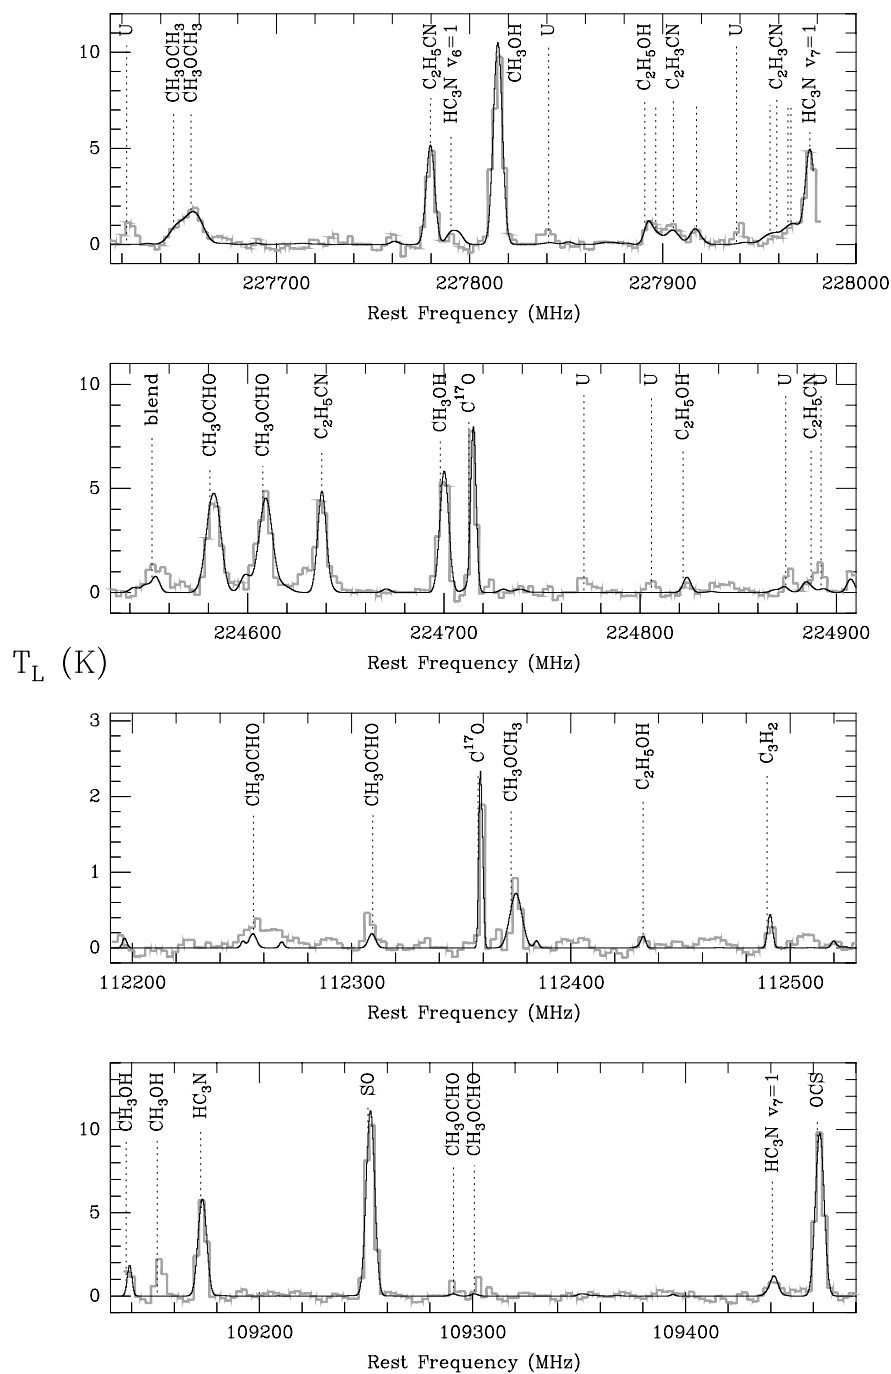 U
CH₃OCH₃
CH₃OCH₃
C₂H₅CN
HC₃N v₆=1
CH₃OH
U
C₂H₅OH
C₂H₃CN
U
C₂H₃CN
HC₃N v₇=1
10
5
0
227700 227800 227900 228000
Rest Frequency (MHz)
blend
CH₃OCHO
CH₃OCHO
C₂H₅CN
CH₃OH
C¹⁷O
U
U
C₂H₅OH
U
C₂H₅CN
U
10
5
0
224600 224700 224800 224900
Rest Frequency (MHz)
T_L (K)
CH₃OCHO
CH₃OCHO
C¹⁷O
CH₃OCH₃
C₂H₅OH
C₃H₂
3
2
1
0
112200 112300 112400 112500
Rest Frequency (MHz)
CH₃OH
CH₃OH
HC₃N
SO
CH₃OCHO
CH₃OCHO
HC₃N v₇=1
OCS
10
5
0
109200 109300 109400
Rest Frequency (MHz)